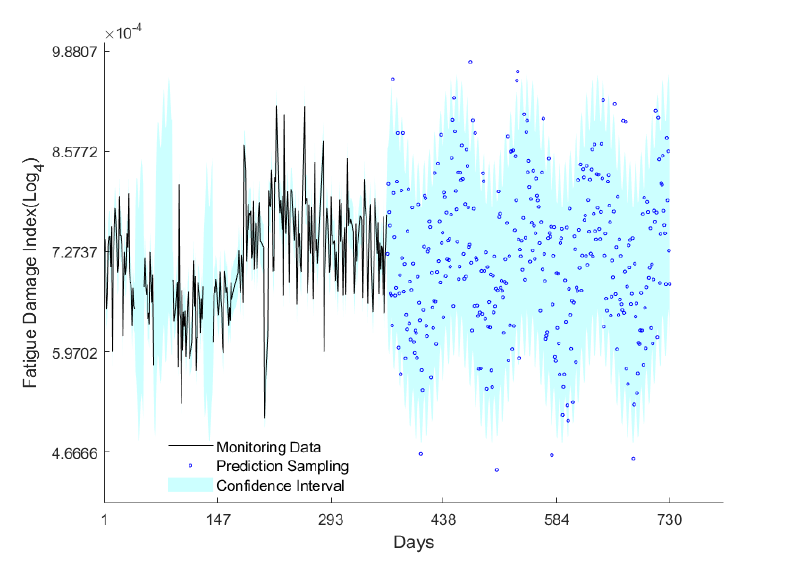 ×10⁻⁴
9.8807
8.5772
7.2737
5.9702
4.6666
Fatigue Damage Index(Log₄)
Monitoring Data
Prediction Sampling
Confidence Interval
1 147 293 438 584 730
Days